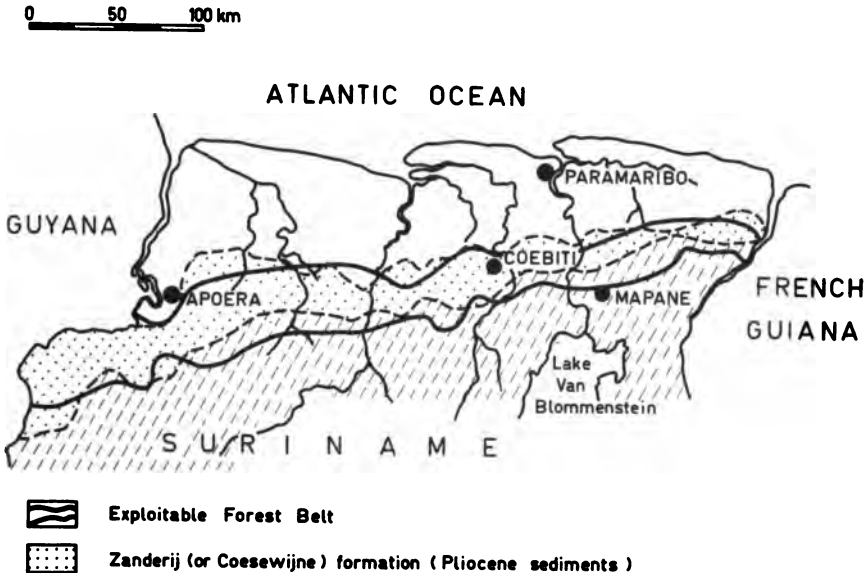 0 50 100 km
ATLANTIC OCEAN
PARAMARIBO
GUYANA
COEBITI
APOERA
MAPANE
FRENCH
GUIANA
Lake
Van
Blommenstein
SURINAME
Exploitable Forest Belt
Zanderij (or Coesewijne) formation (Pliocene sediments)